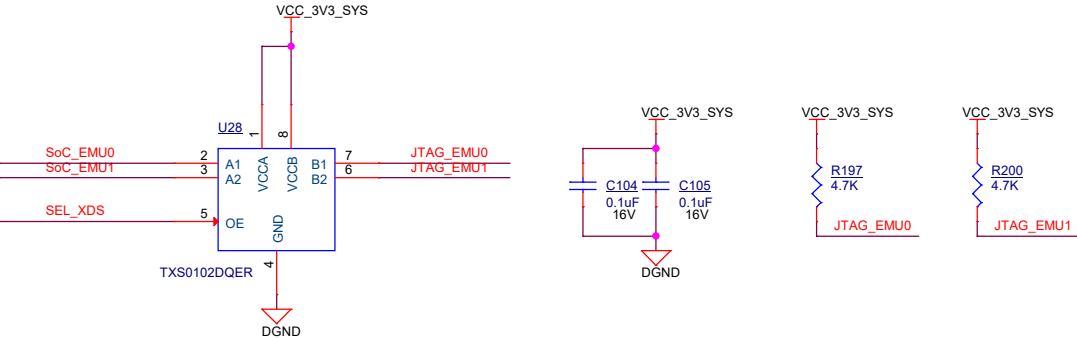 VCC_3V3_SYS
U28
1
8
VCCA
VCCB
SoC_EMU0
2
A1
B1
7
JTAG_EMU0
SoC_EMU1
3
A2
B2
6
JTAG_EMU1
SEL_XDS
5
OE
GND
4
TXS0102DQER
DGND
VCC_3V3_SYS
C104
0.1uF
16V
C105
0.1uF
16V
DGND
VCC_3V3_SYS
R197
4.7K
JTAG_EMU0
VCC_3V3_SYS
R200
4.7K
JTAG_EMU1